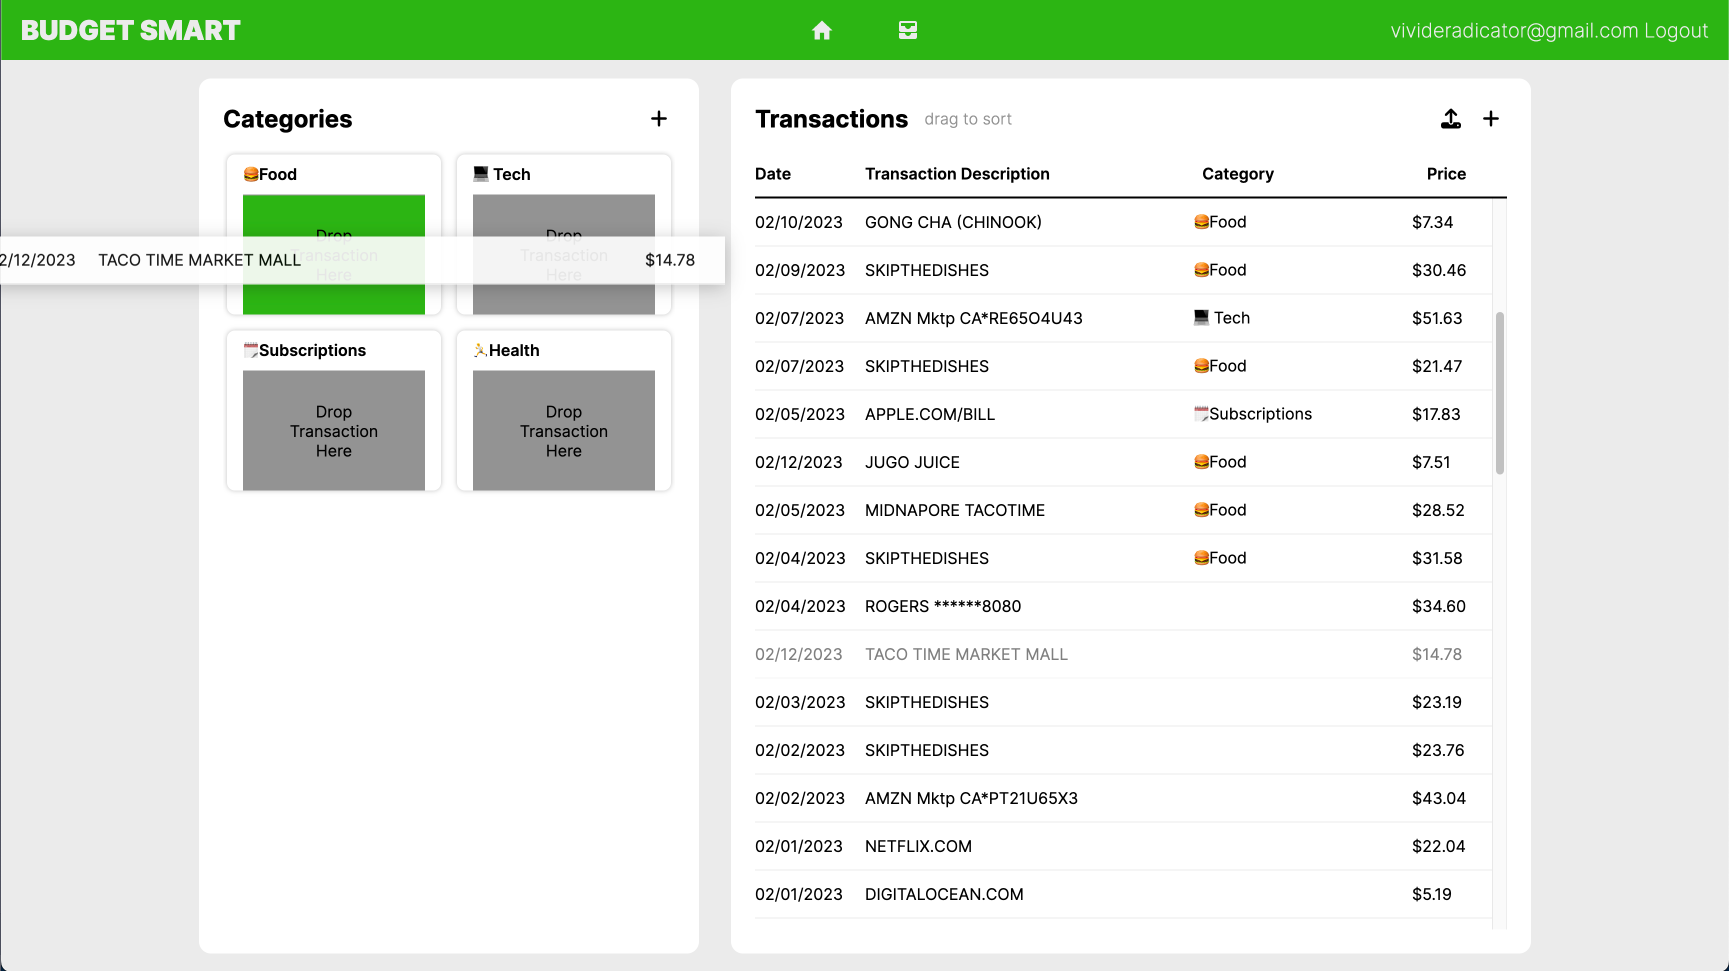 BUDGET SMART
vivideradicator@gmail.com Logout
Categories +
🍔Food
💻 Tech
Drop
Transaction
Here
Drop
Transaction
Here
2/12/2023 TACO TIME MARKET MALL $14.78
🗓Subscriptions
🏃Health
Drop
Transaction
Here
Drop
Transaction
Here
Transactions drag to sort +
Date Transaction Description Category Price
02/10/2023 GONG CHA (CHINOOK) 🍔Food $7.34
02/09/2023 SKIPTHEDISHES 🍔Food $30.46
02/07/2023 AMZN Mktp CA*RE65O4U43 💻 Tech $51.63
02/07/2023 SKIPTHEDISHES 🍔Food $21.47
02/05/2023 APPLE.COM/BILL 🗓Subscriptions $17.83
02/12/2023 JUGO JUICE 🍔Food $7.51
02/05/2023 MIDNAPORE TACOTIME 🍔Food $28.52
02/04/2023 SKIPTHEDISHES 🍔Food $31.58
02/04/2023 ROGERS ******8080 $34.60
02/12/2023 TACO TIME MARKET MALL $14.78
02/03/2023 SKIPTHEDISHES $23.19
02/02/2023 SKIPTHEDISHES $23.76
02/02/2023 AMZN Mktp CA*PT21U65X3 $43.04
02/01/2023 NETFLIX.COM $22.04
02/01/2023 DIGITALOCEAN.COM $5.19